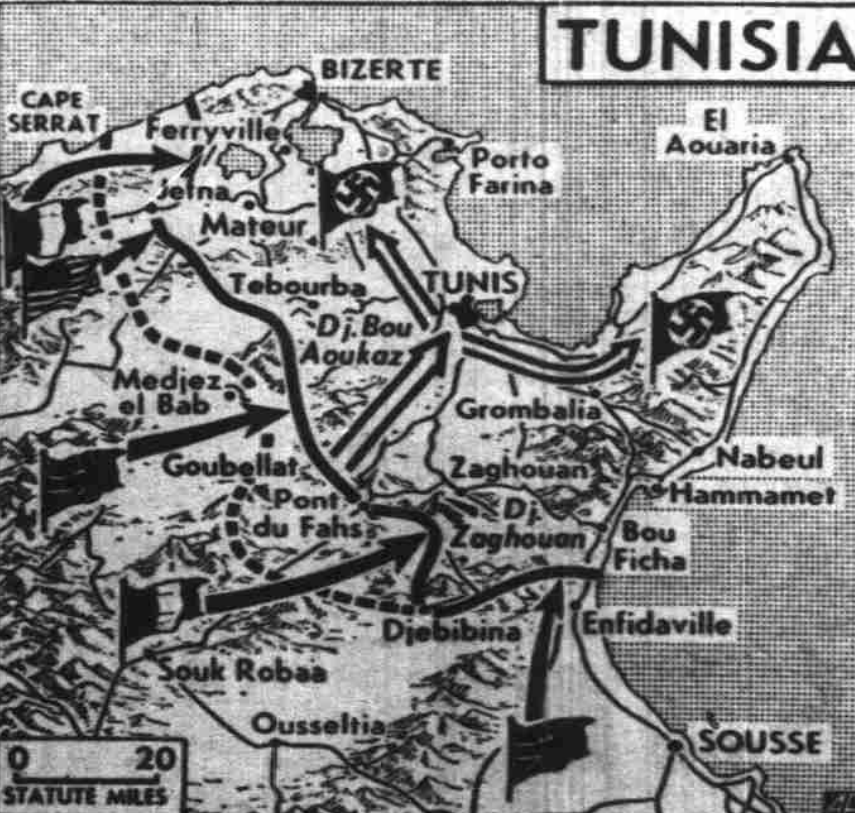 TUNISIA
BIZERTE
CAPE
SERRAT
Ferryville
El
Aouaria
Porto
Farina
Jefna
Mateur
Tebourba
TUNIS
Dj. Bou
Aoukaz
Medjez
el Bab
Grombalia
Goubellat
Zaghouan
Nabeul
Hammamet
Pont
du Fahs
Dj.
Zaghouan
Bou
Ficha
Djebibina
Enfidaville
Souk Robaa
Ousseltia
SOUSSE
0 20
STATUTE MILES